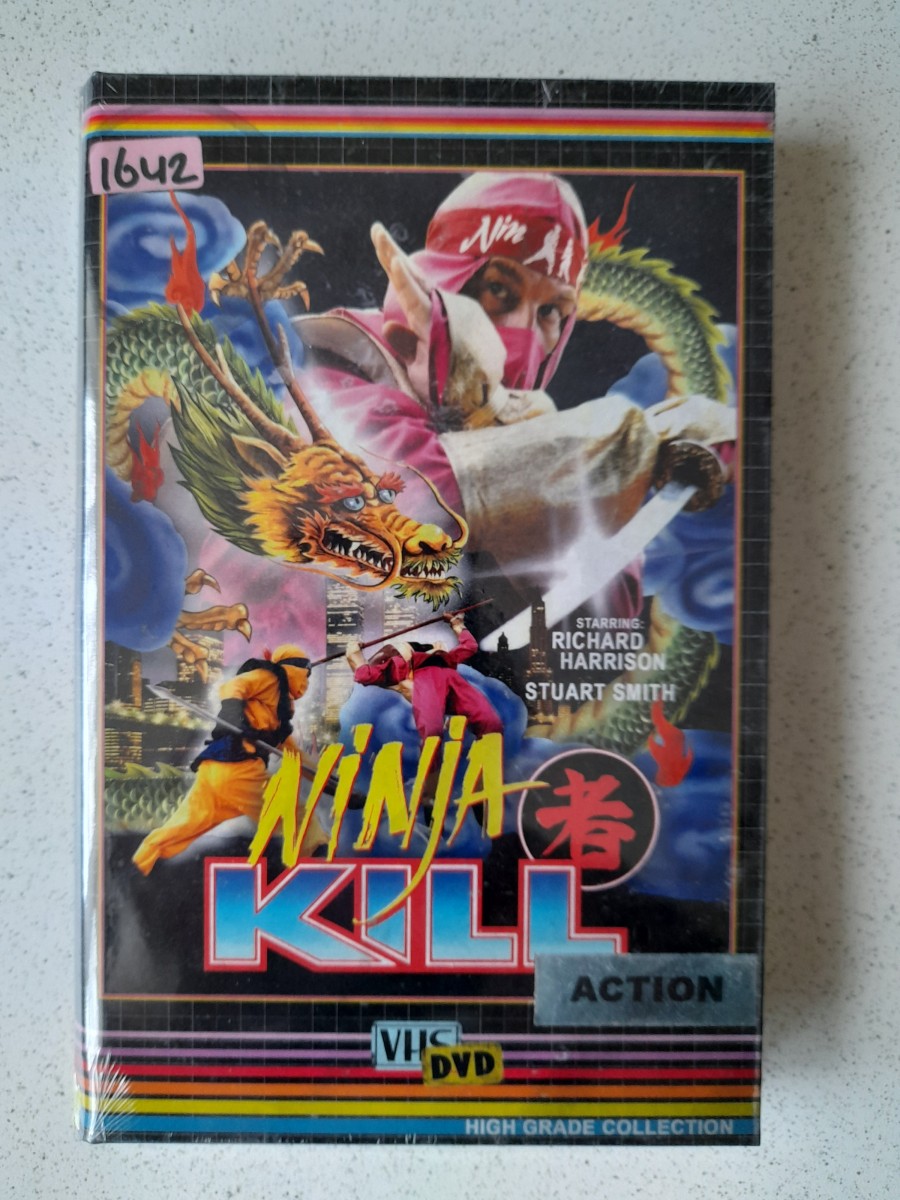 1642
Nin
STARRING:
RICHARD
HARRISON
STUART SMITH
NiNjA
者
KILL
ACTION
VHS
DVD
HIGH GRADE COLLECTION